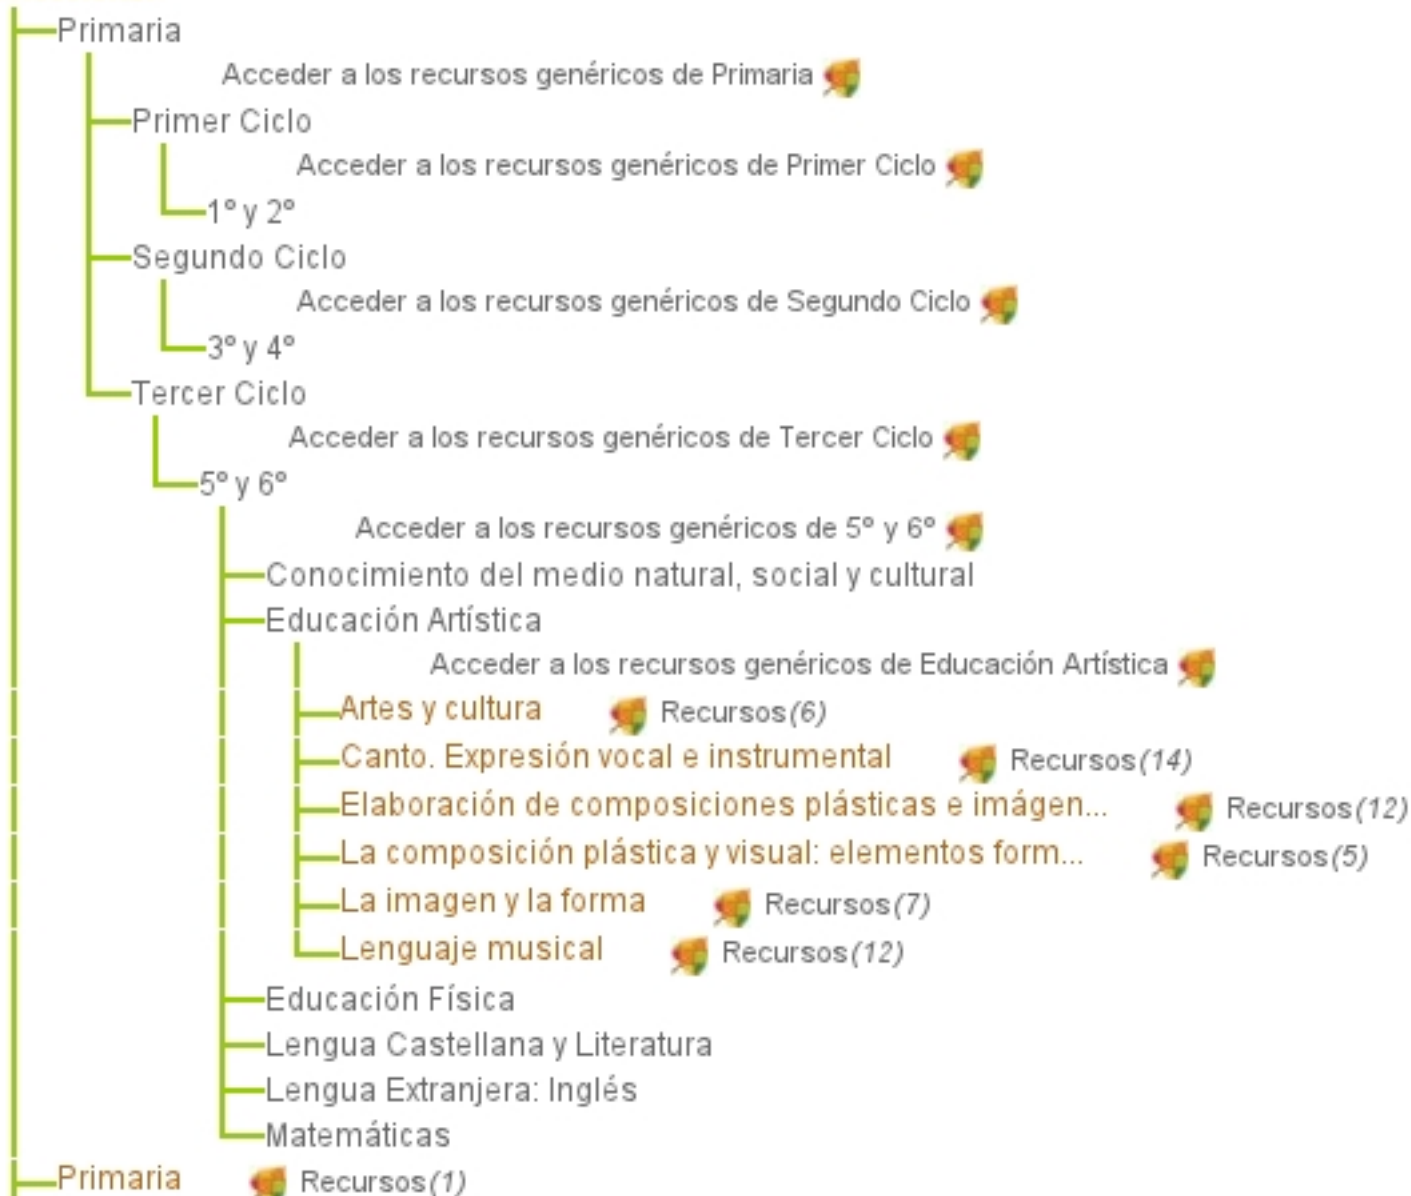 Primaria
Acceder a los recursos genéricos de Primaria
Primer Ciclo
Acceder a los recursos genéricos de Primer Ciclo
1º y 2º
Segundo Ciclo
Acceder a los recursos genéricos de Segundo Ciclo
3º y 4º
Tercer Ciclo
Acceder a los recursos genéricos de Tercer Ciclo
5º y 6º
Acceder a los recursos genéricos de 5º y 6º
Conocimiento del medio natural, social y cultural
Educación Artística
Acceder a los recursos genéricos de Educación Artística
Artes y cultura Recursos(6)
Canto. Expresión vocal e instrumental Recursos(14)
Elaboración de composiciones plásticas e imágen... Recursos(12)
La composición plástica y visual: elementos form... Recursos(5)
La imagen y la forma Recursos(7)
Lenguaje musical Recursos(12)
Educación Física
Lengua Castellana y Literatura
Lengua Extranjera: Inglés
Matemáticas
Primaria Recursos(1)